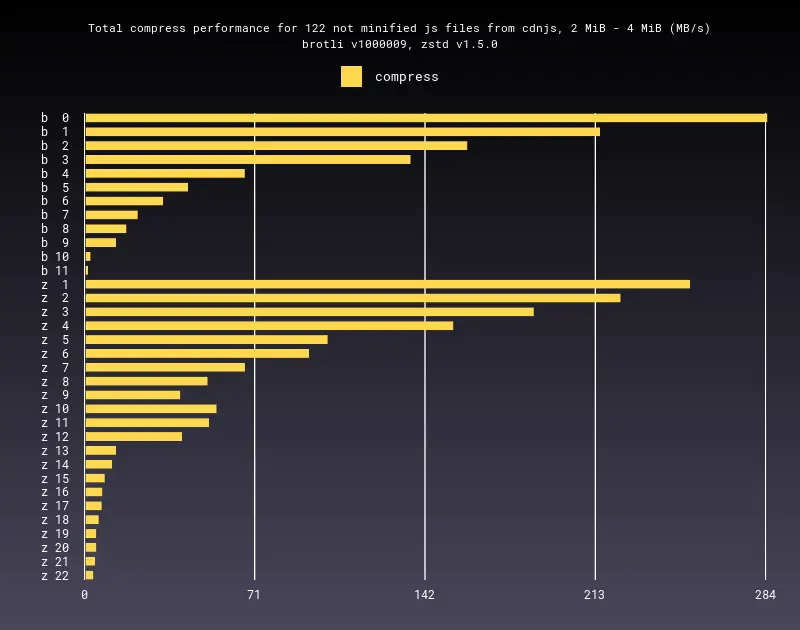 Total compress performance for 122 not minified js files from cdnjs, 2 MiB - 4 MiB (MB/s)
brotli v1000009, zstd v1.5.0
compress
b 0
b 1
b 2
b 3
b 4
b 5
b 6
b 7
b 8
b 9
b 10
b 11
z 1
z 2
z 3
z 4
z 5
z 6
z 7
z 8
z 9
z 10
z 11
z 12
z 13
z 14
z 15
z 16
z 17
z 18
z 19
z 20
z 21
z 22
0 71 142 213 284